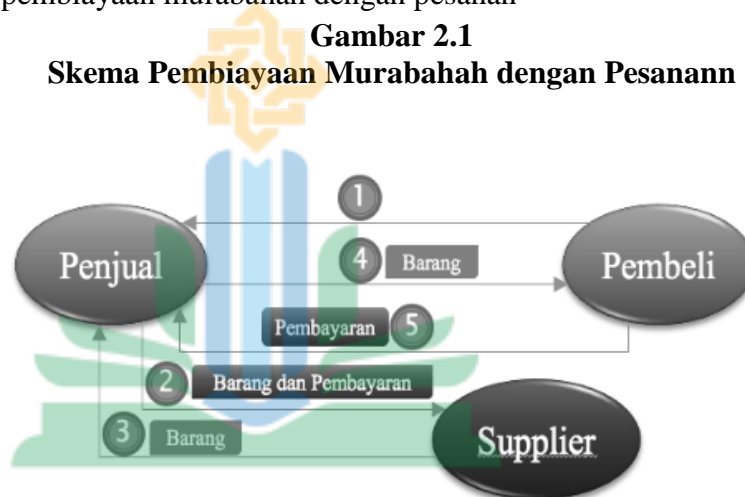 pembiayaan murabahah dengan pesanan
Gambar 2.1
Skema Pembiayaan Murabahah dengan Pesanann
1
Penjual
4 Barang
Pembeli
Pembayaran 5
2 Barang dan Pembayaran
3 Barang
Supplier